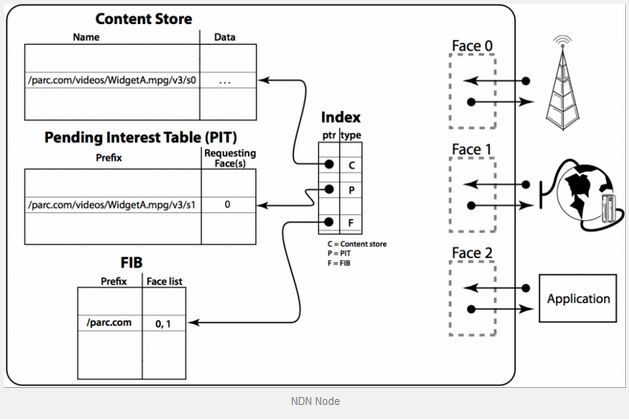 Content Store
Name Data
/parc.com/videos/WidgetA.mpg/v3/s0 ...
Pending Interest Table (PIT)
Prefix Requesting Face(s)
/parc.com/videos/WidgetA.mpg/v3/s1 0
FIB
Prefix Face list
/parc.com 0, 1
Index
ptr type
C
P
F
C = Content store
P = PIT
F = FIB
Face 0
Face 1
Face 2
Application
NDN Node